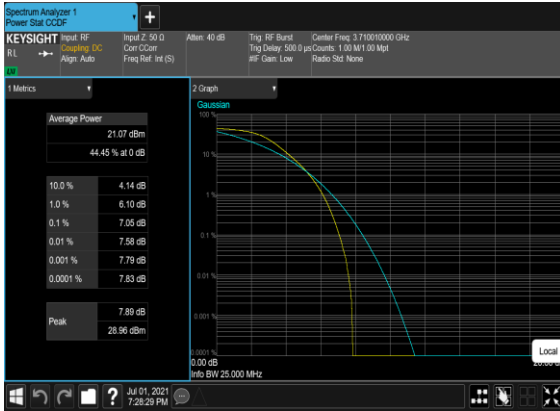 Spectrum Analyzer 1
Power Stat CCDF
+
KEYSIGHT
RL
Input: RF
Coupling: DC
Align: Auto
Input Z: 50 Ω
Corr CCorr
Freq Ref: Int (S)
Atten: 40 dB
Trig: RF Burst
Trig Delay: 500.0 µs
#IF Gain: Low
Center Freq: 3.710010000 GHz
Counts: 1.00 M/1.00 Mpt
Radio Std: None
1 Metrics
Average Power
21.07 dBm
44.45 % at 0 dB
10.0 % 4.14 dB
1.0 % 6.10 dB
0.1 % 7.05 dB
0.01 % 7.58 dB
0.001 % 7.79 dB
0.0001 % 7.83 dB
Peak
7.89 dB
28.96 dBm
2 Graph
Gaussian
100 %
10 %
1 %
0.1 %
0.01 %
0.001 %
0.0001 %
0.00 dB
Info BW 25.000 MHz
Local
?
Jul 01, 2021
7:28:29 PM